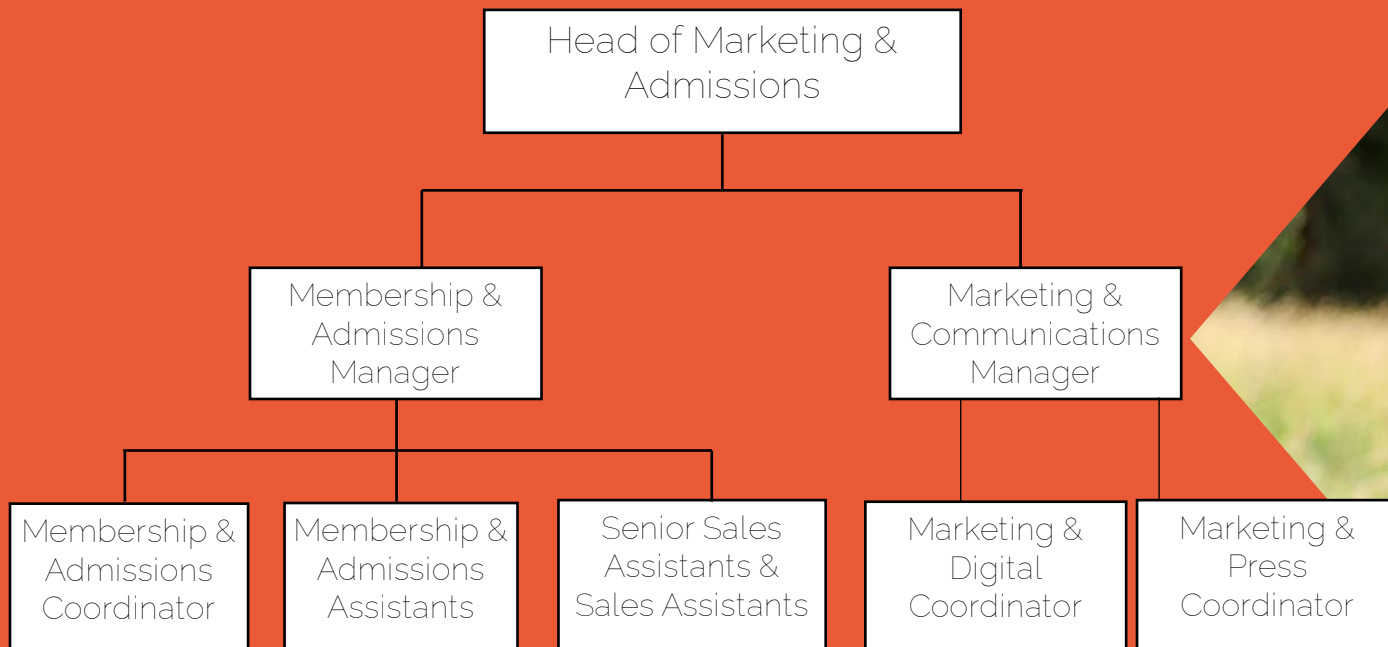 Head of Marketing &
Admissions
Membership &
Admissions
Manager
Marketing &
Communications
Manager
Membership &
Admissions
Coordinator
Membership &
Admissions
Assistants
Senior Sales
Assistants &
Sales Assistants
Marketing &
Digital
Coordinator
Marketing &
Press
Coordinator